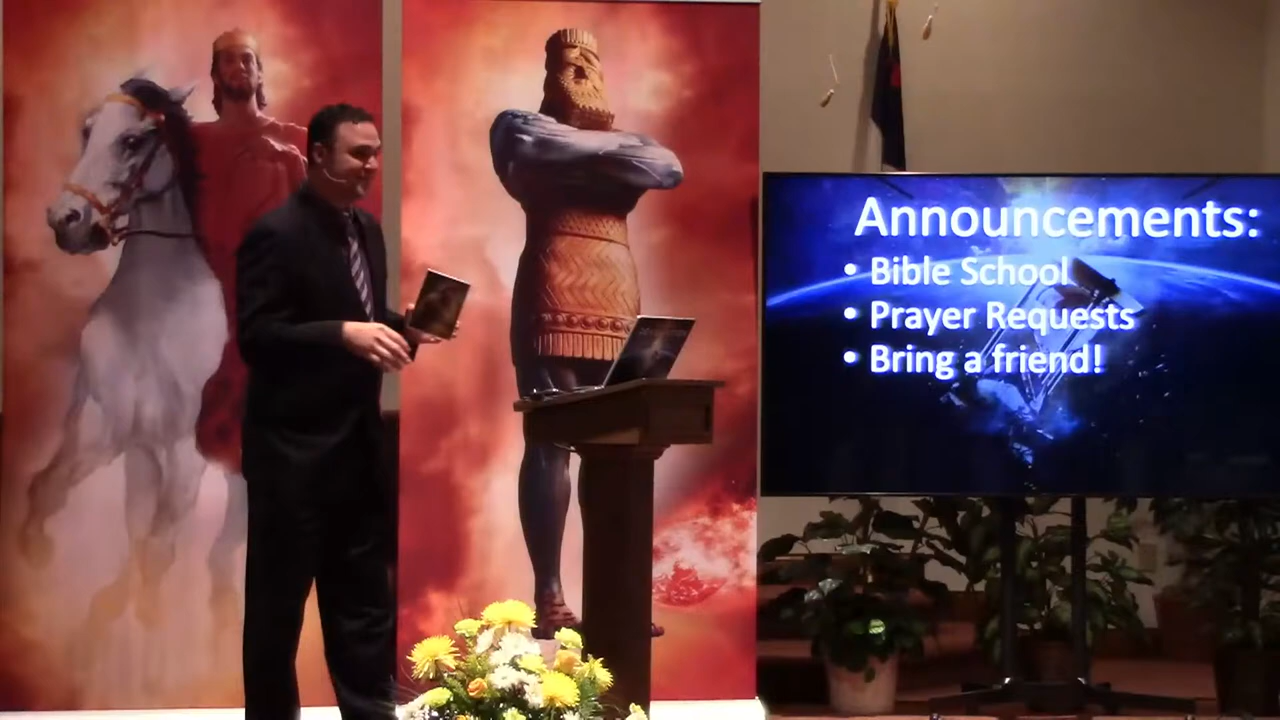 Announcements:
• Bible School
• Prayer Requests
• Bring a friend!